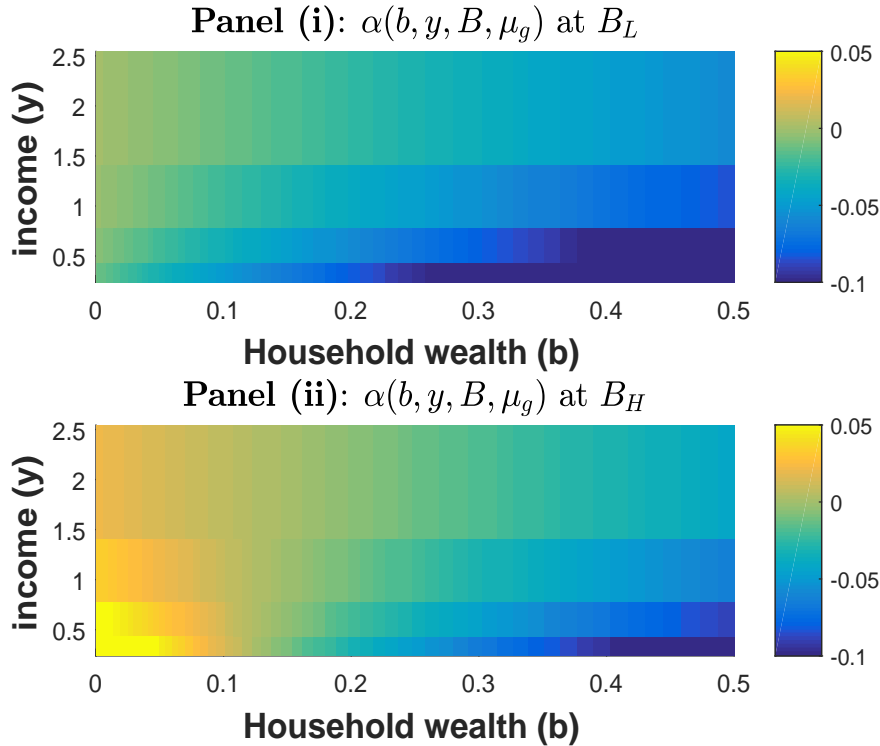 Panel (i): α(b, y, B, μ_g) at B_L
income (y)
2.5
2
1.5
1
0.5
0 0.1 0.2 0.3 0.4 0.5
Household wealth (b)
0.05
0
-0.05
-0.1
Panel (ii): α(b, y, B, μ_g) at B_H
income (y)
2.5
2
1.5
1
0.5
0 0.1 0.2 0.3 0.4 0.5
Household wealth (b)
0.05
0
-0.05
-0.1